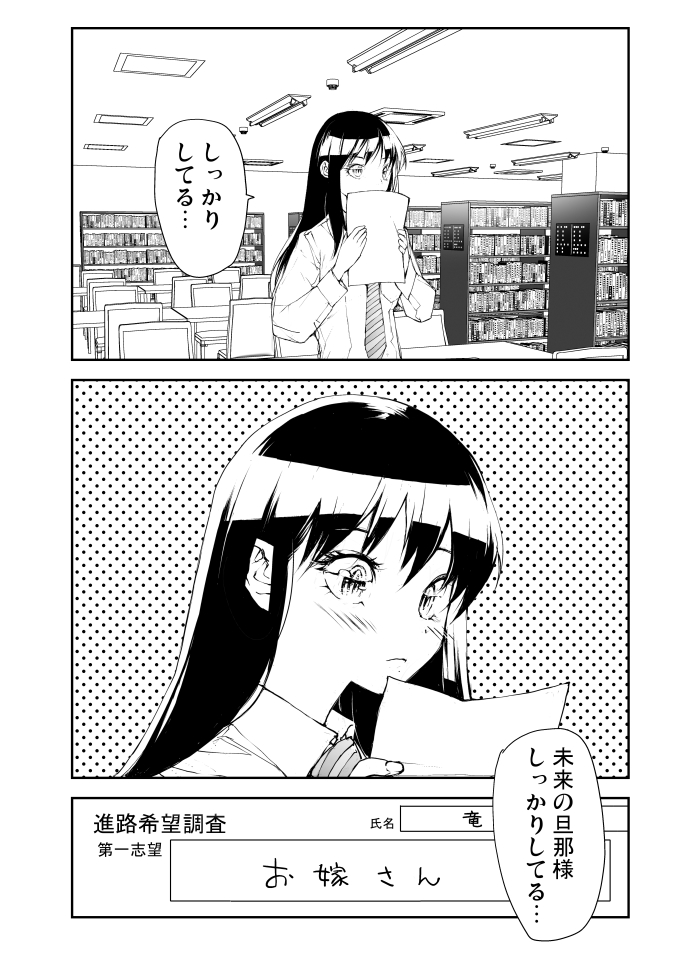 しっかり
してる…
未来の旦那様
しっかりしてる…
進路希望調査
氏名
竜
第一志望
お嫁さん